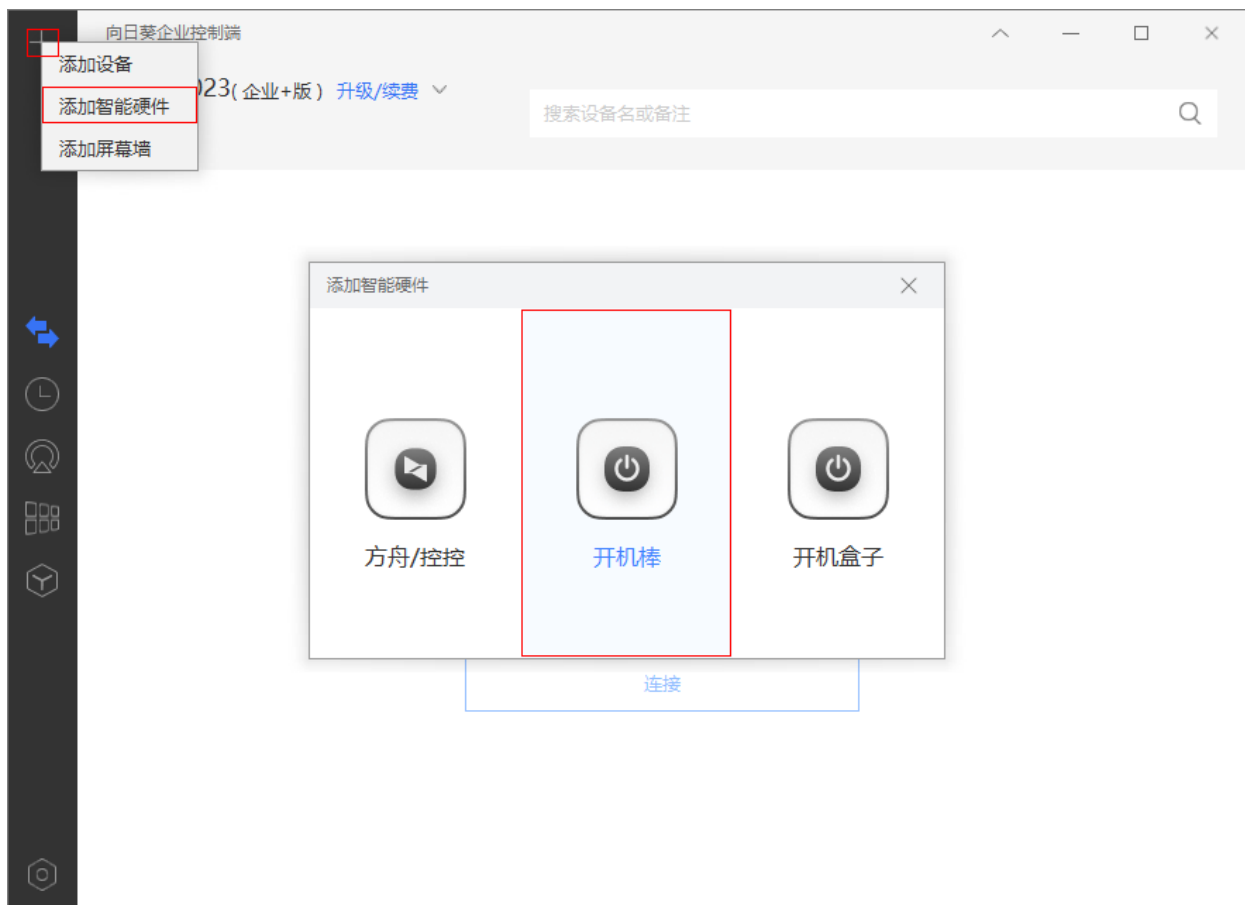 向日葵企业控制端
添加设备
023(企业+版) 升级/续费
搜索设备名或备注
添加智能硬件
添加屏幕墙
添加智能硬件
方舟/控控
开机棒
开机盒子
连接